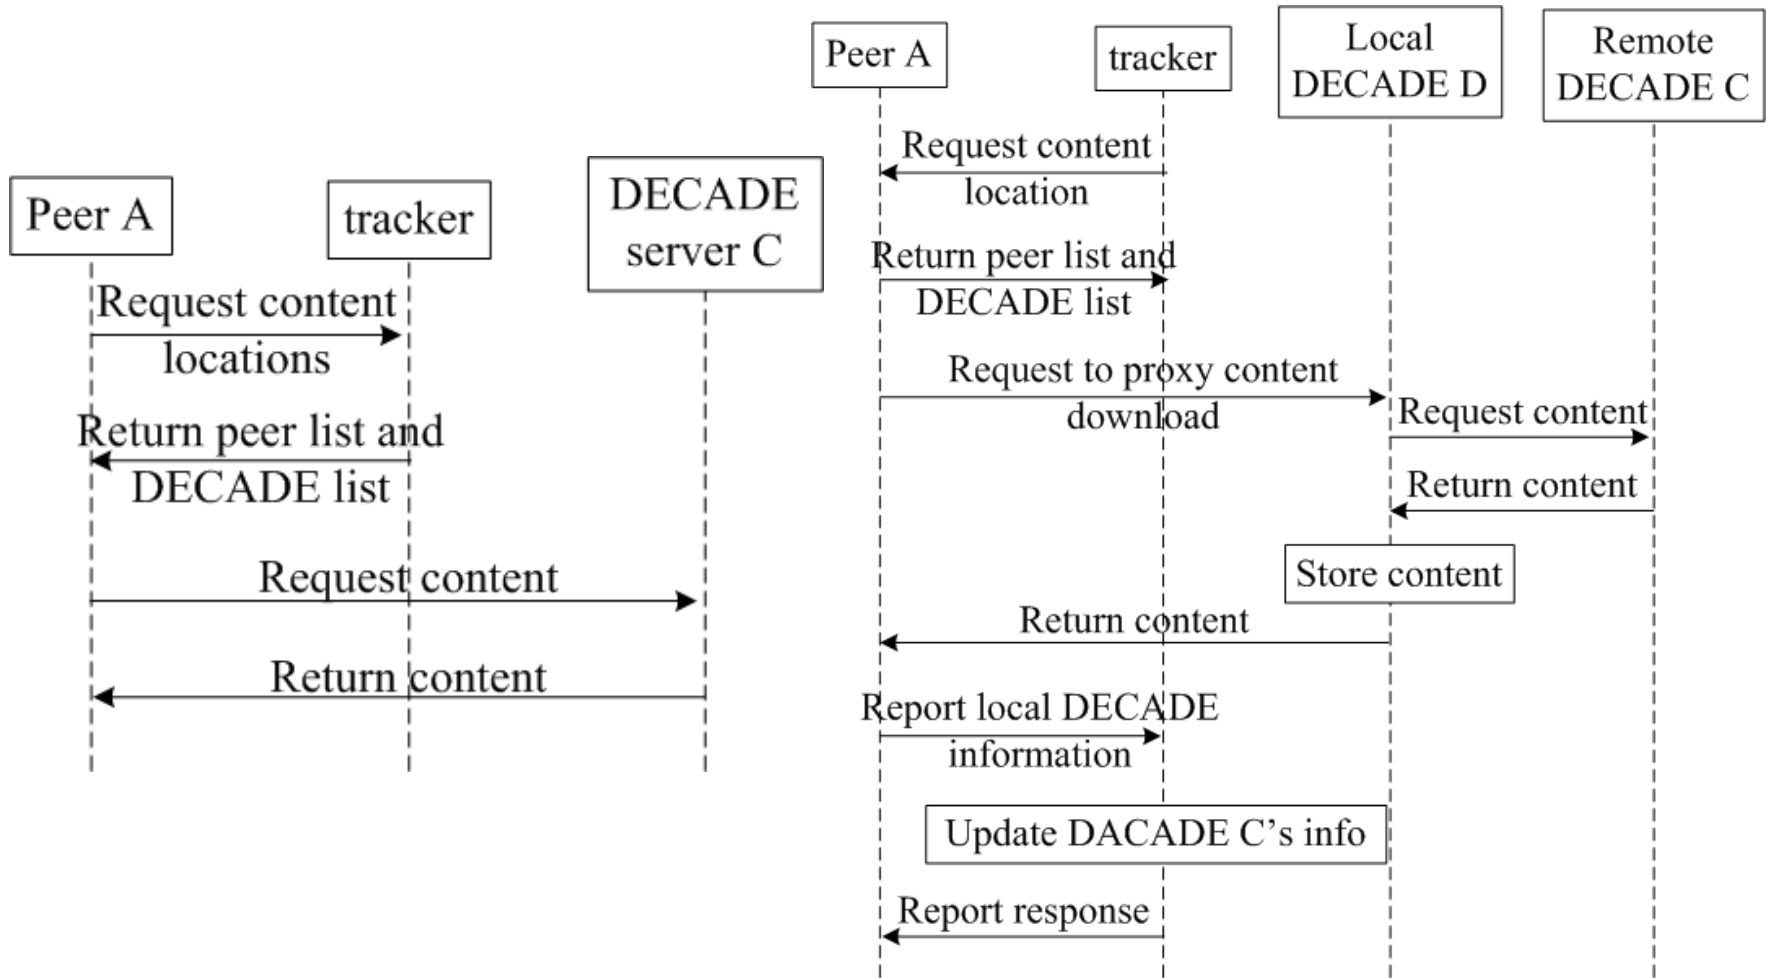 Peer A
tracker
DECADE
server C
Request content
locations
Return peer list and
DECADE list
Request content
Return content
Peer A
tracker
Local
DECADE D
Remote
DECADE C
Request content
location
Return peer list and
DECADE list
Request to proxy content
download
Request content
Return content
Store content
Return content
Report local DECADE
information
Update DACADE C's info
Report response